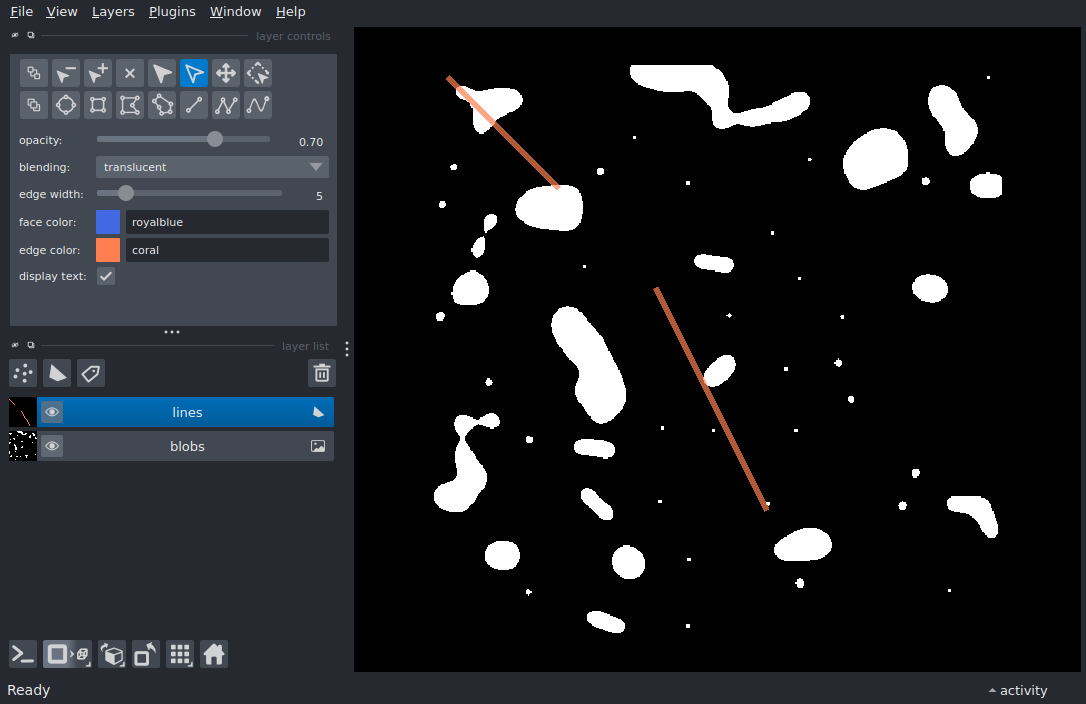 File View Layers Plugins Window Help
layer controls
opacity: 0.70
blending: translucent
edge width: 5
face color: royalblue
edge color: coral
display text:
layer list
lines
blobs
Ready
activity